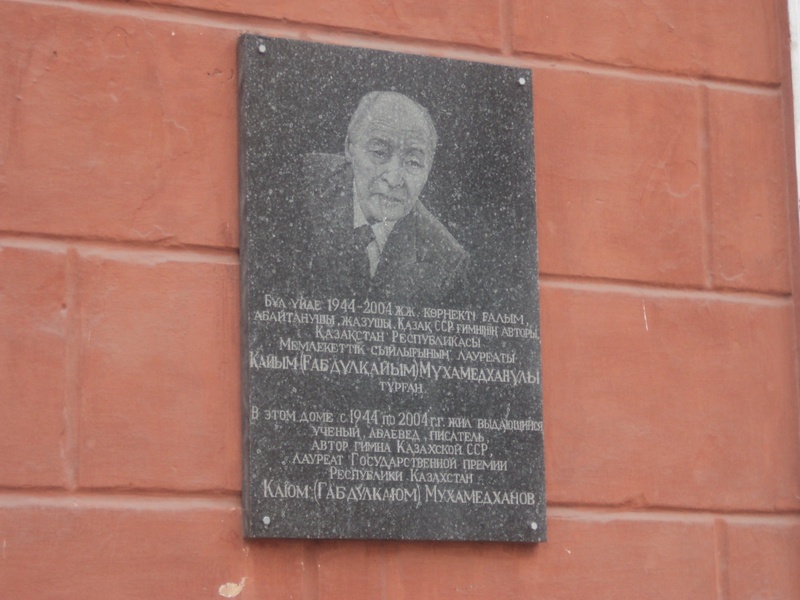 Бұл үйде 1944-2004 жж. көрнекті ғалым,
абайтанушы, жазушы, Қазақ ССР гимнінің авторы,
Қазақстан Республикасы
Мемлекеттік сыйлығының лауреаты
Қайым (Ғабдулқайым) Мұхамедханұлы
тұрған.
В этом доме с 1944 по 2004 г.г. жил выдающийся
ученый, абаевед, писатель,
автор гимна Казахской ССР,
лауреат Государственной премии
Республики Казахстан
Каюм (Габдулкаюм) Мухамедханов